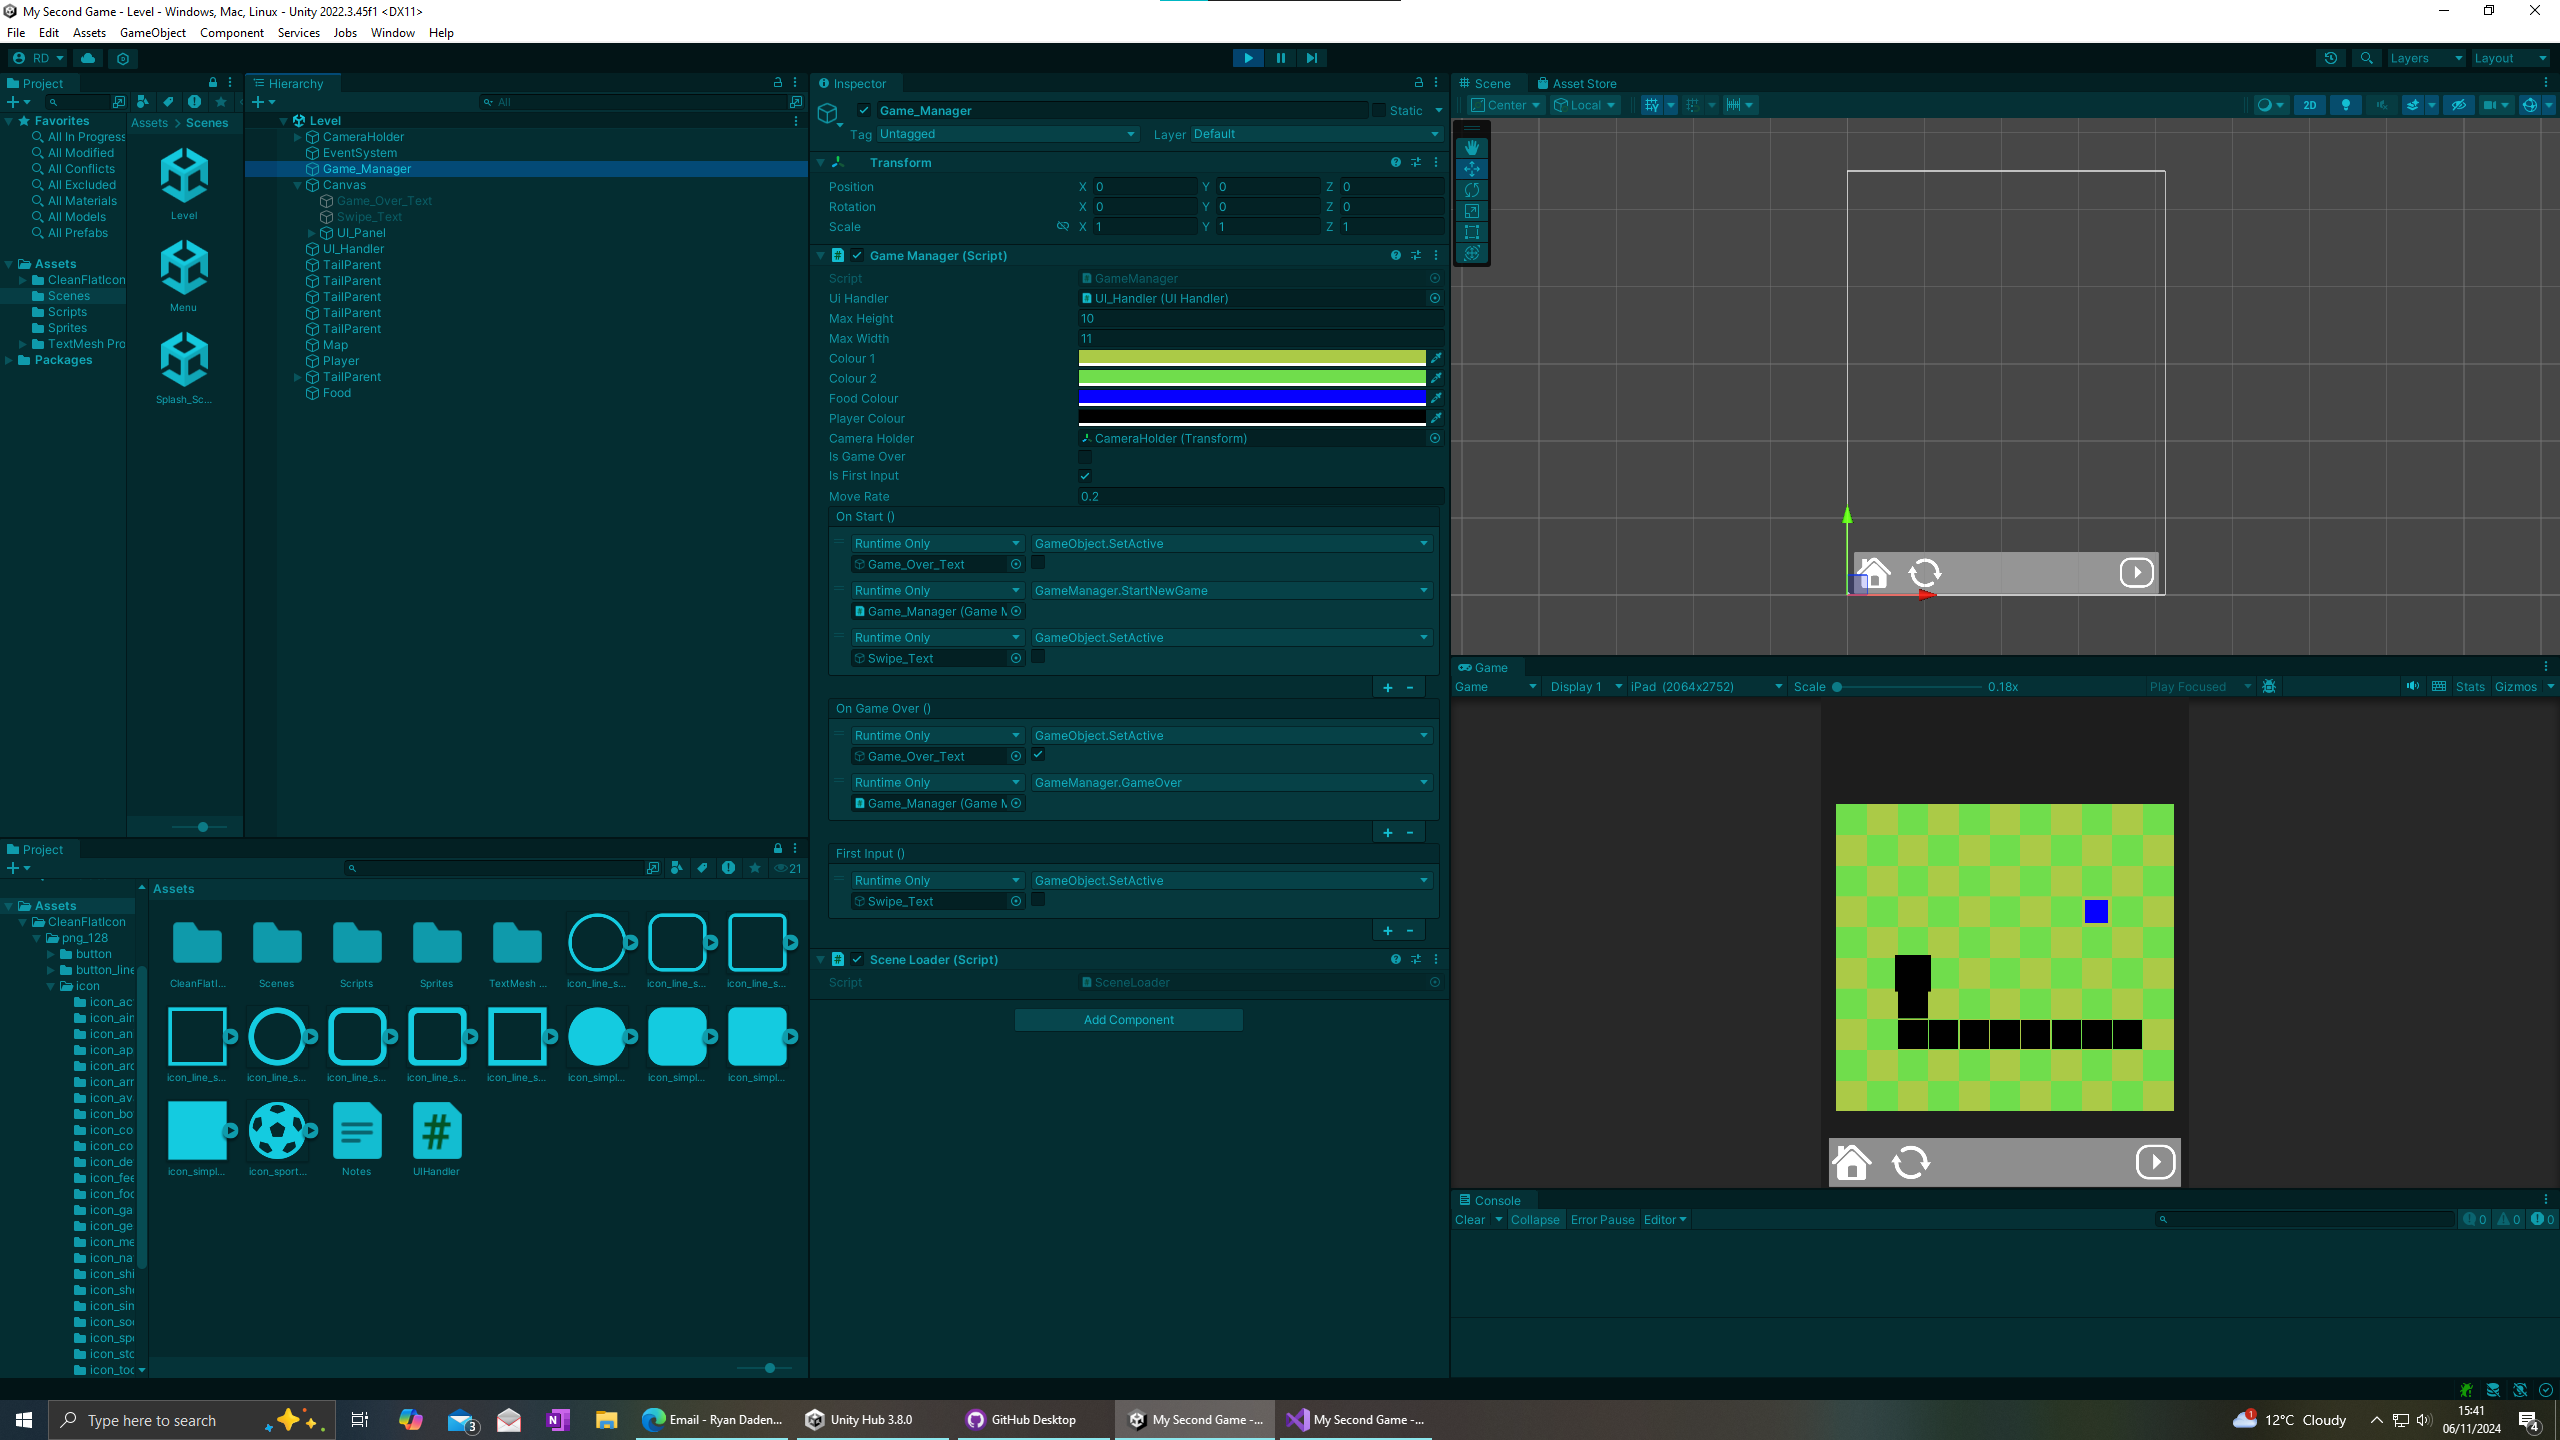 My Second Game - Level - Windows, Mac, Linux - Unity 2022.3.45f1 <DX11>
File Edit Assets GameObject Component Services Jobs Window Help
RD
Layers
Layout
Project
Assets > Scenes
Favorites
All In Progress
All Modified
All Conflicts
All Excluded
All Materials
All Models
All Prefabs
Assets
CleanFlatIcon
Scenes
Scripts
Sprites
TextMesh Pro
Packages
Level
Menu
Splash_Sc...
Hierarchy
All
Level
CameraHolder
EventSystem
Game_Manager
Canvas
Game_Over_Text
Swipe_Text
UI_Panel
UI_Handler
TailParent
TailParent
TailParent
TailParent
TailParent
Map
Player
TailParent
Food
Inspector
Game_Manager
Static
Tag Untagged
Layer Default
Transform
Position X 0 Y 0 Z 0
Rotation X 0 Y 0 Z 0
Scale X 1 Y 1 Z 1
# Game Manager (Script)
Script GameManager
Ui Handler UI_Handler (UI Handler)
Max Height 10
Max Width 11
Colour 1
Colour 2
Food Colour
Player Colour
Camera Holder CameraHolder (Transform)
Is Game Over
Is First Input
Move Rate 0.2
On Start ()
Runtime Only GameObject.SetActive
Game_Over_Text
Runtime Only GameManager.StartNewGame
Game_Manager (Game M
Runtime Only GameObject.SetActive
Swipe_Text
+ -
On Game Over ()
Runtime Only GameObject.SetActive
Game_Over_Text
Runtime Only GameManager.GameOver
Game_Manager (Game M
+ -
First Input ()
Runtime Only GameObject.SetActive
Swipe_Text
+ -
# Scene Loader (Script)
Script SceneLoader
Add Component
Scene
Asset Store
Center
Local
2D
Game
Game
Display 1
iPad (2064x2752)
Scale
0.18x
Play Focused
Stats
Gizmos
Console
Clear
Collapse
Error Pause
Editor
0
0
0
Project
21
Assets
CleanFlatIcon
png_128
button
button_line
icon
icon_ac
icon_air
icon_an
icon_ap
icon_arc
icon_arr
icon_ava
icon_bo
icon_co
icon_co
icon_de
icon_fee
icon_foc
icon_ga
icon_ge
icon_me
icon_na
icon_shi
icon_sho
icon_sin
icon_soc
icon_spo
icon_stc
icon_toc
Assets
CleanFlatI...
Scenes
Scripts
Sprites
TextMesh ...
icon_line_s...
icon_line_s...
icon_line_s...
icon_line_s...
icon_line_s...
icon_line_s...
icon_line_s...
icon_line_s...
icon_simpl...
icon_simpl...
icon_simpl...
icon_simpl...
icon_sport...
Notes
#
UIHandler
Type here to search
3
Email - Ryan Daden...
Unity Hub 3.8.0
GitHub Desktop
My Second Game -...
My Second Game -...
1
12°C Cloudy
15:41
06/11/2024
4